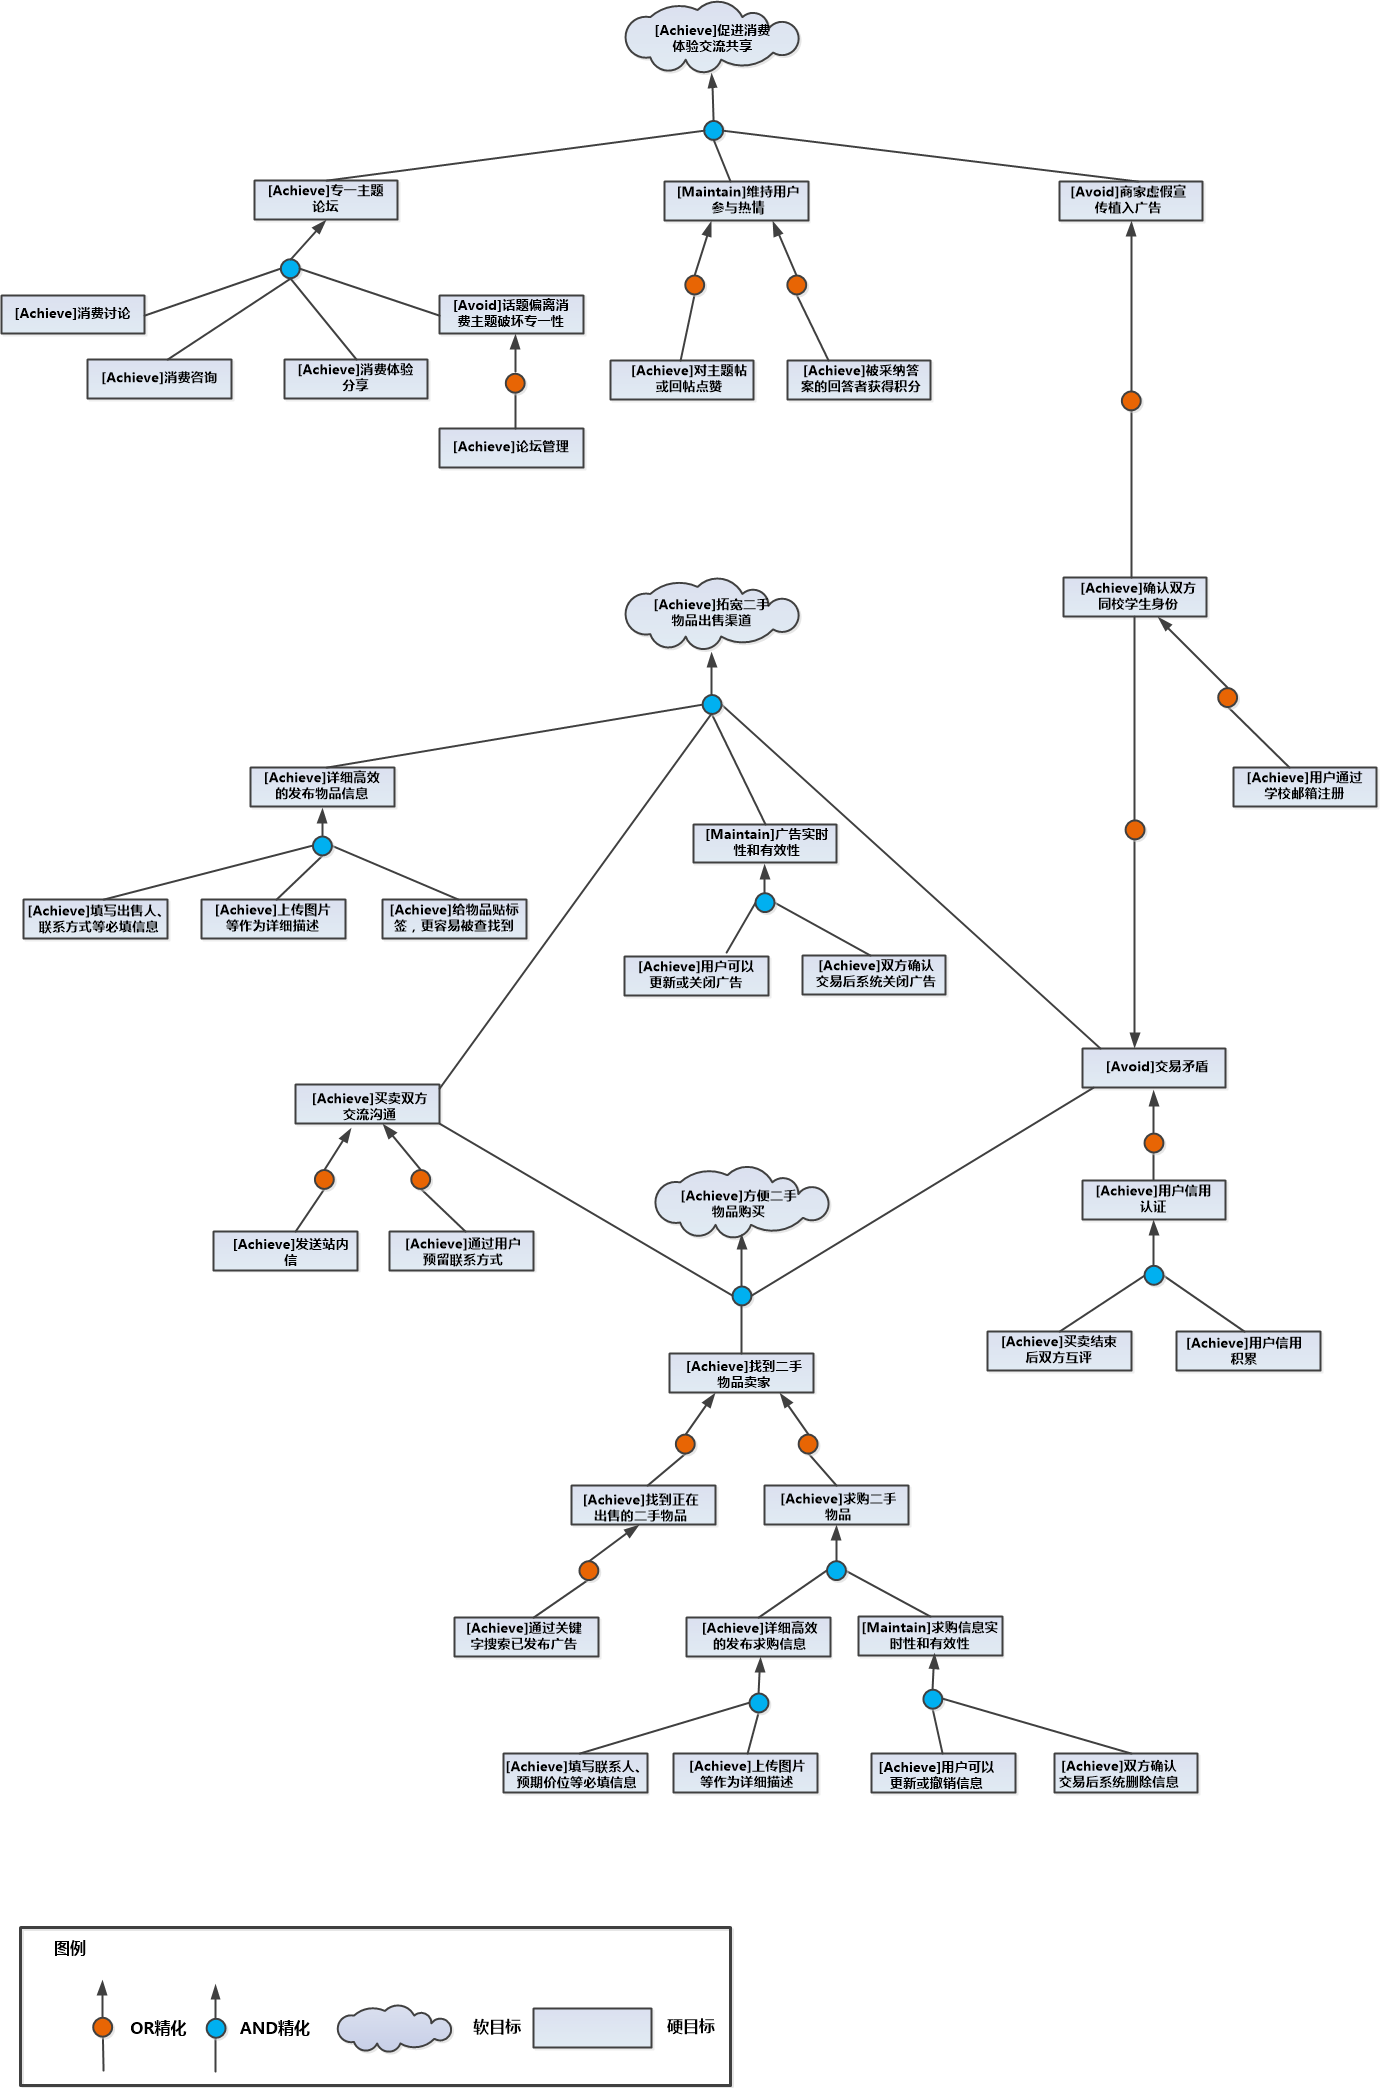 [Achieve]促进消费
体验交流共享
[Achieve]专一主题
论坛
[Maintain]维持用户
参与热情
[Avoid]商家虚假宣
传植入广告
[Achieve]消费讨论
[Avoid]话题偏离消
费主题破坏专一性
[Achieve]消费咨询
[Achieve]消费体验
分享
[Achieve]对主题帖
或回帖点赞
[Achieve]被采纳答
案的回答者获得积分
[Achieve]论坛管理
[Achieve]确认双方
同校学生身份
[Achieve]拓宽二手
物品出售渠道
[Achieve]详细高效
的发布物品信息
[Achieve]用户通过
学校邮箱注册
[Maintain]广告实时
性和有效性
[Achieve]填写出售人、
联系方式等必填信息
[Achieve]上传图片
等作为详细描述
[Achieve]给物品贴标
签，更容易被查找到
[Achieve]用户可以
更新或关闭广告
[Achieve]双方确认
交易后系统关闭广告
[Avoid]交易矛盾
[Achieve]买卖双方
交流沟通
[Achieve]方便二手
物品购买
[Achieve]用户信用
认证
[Achieve]发送站内
信
[Achieve]通过用户
预留联系方式
[Achieve]买卖结束
后双方互评
[Achieve]用户信用
积累
[Achieve]找到二手
物品卖家
[Achieve]找到正在
出售的二手物品
[Achieve]求购二手
物品
[Achieve]通过关键
字搜索已发布广告
[Achieve]详细高效
的发布求购信息
[Maintain]求购信息实
时性和有效性
[Achieve]填写联系人、
预期价位等必填信息
[Achieve]上传图片
等作为详细描述
[Achieve]用户可以
更新或撤销信息
[Achieve]双方确认
交易后系统删除信息
图例
OR精化
AND精化
软目标
硬目标